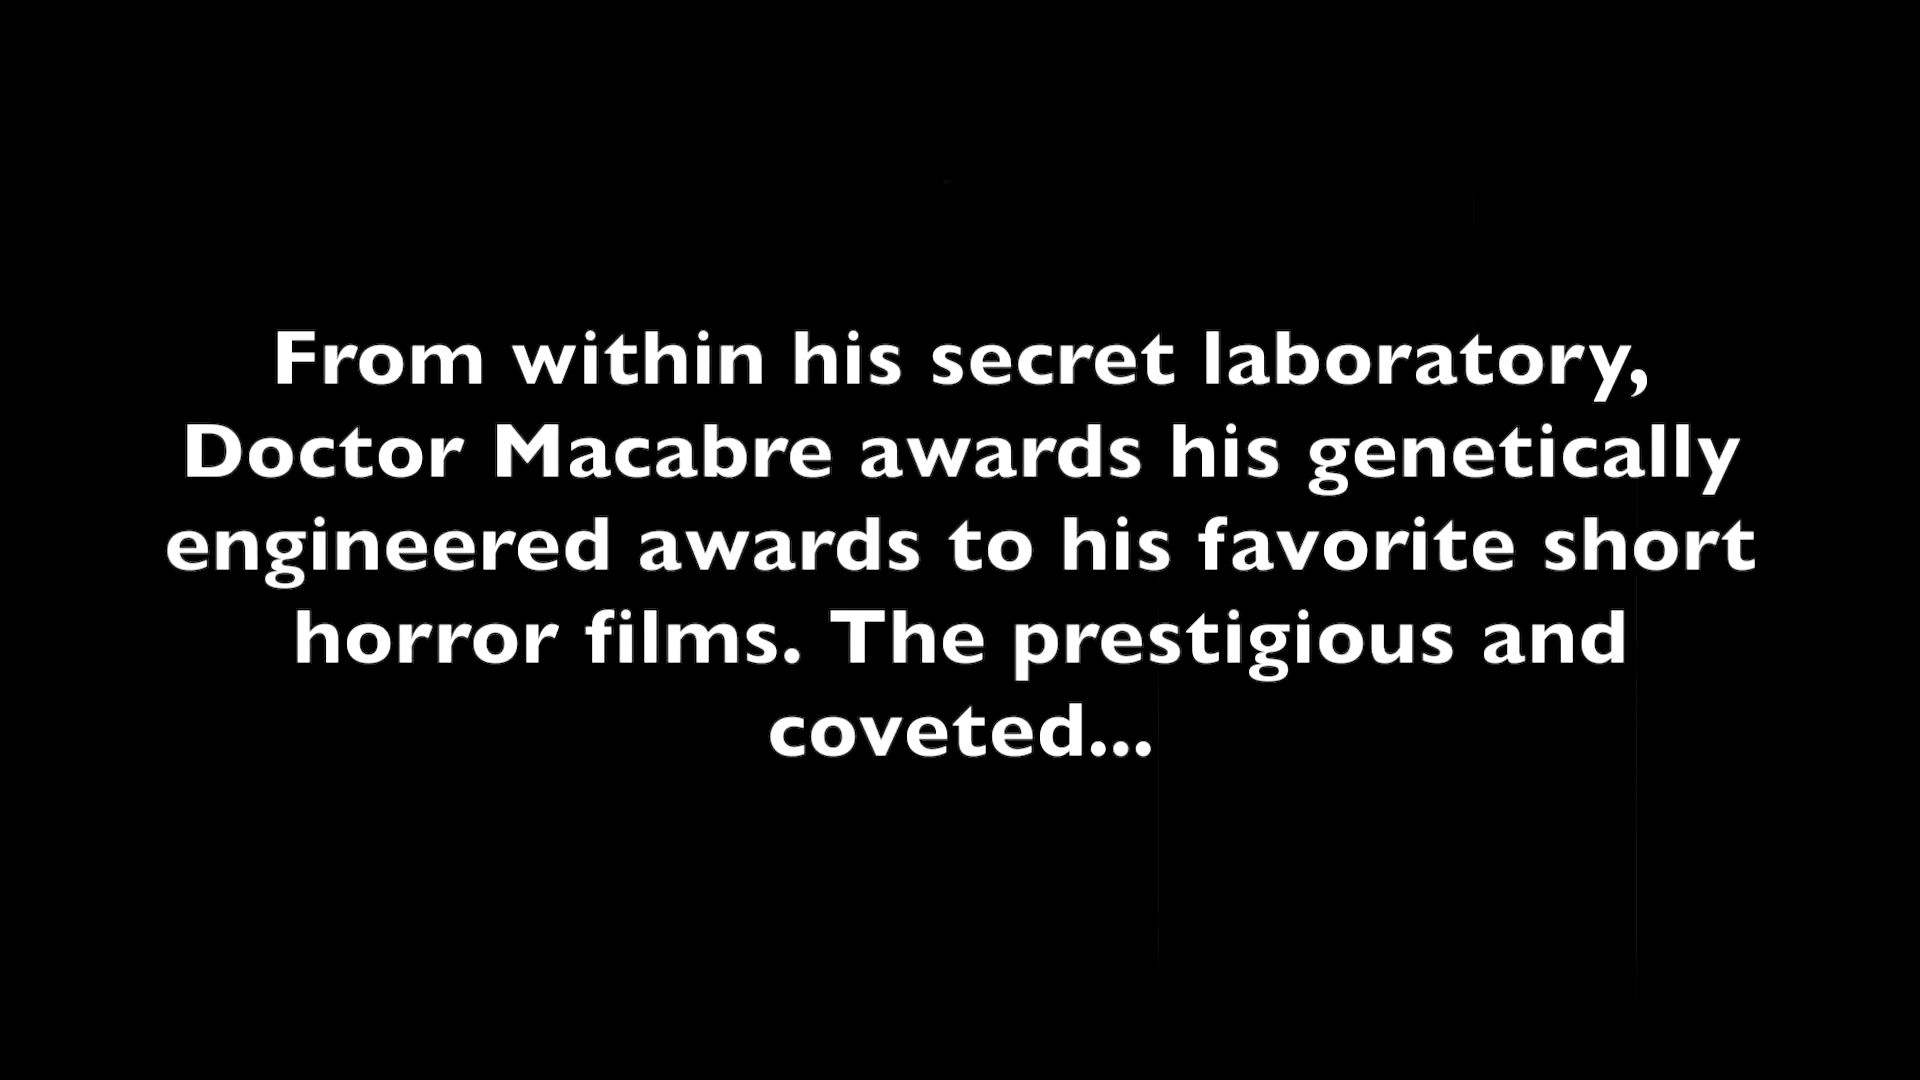 From within his secret laboratory,
Doctor Macabre awards his genetically
engineered awards to his favorite short
horror films. The prestigious and
coveted...